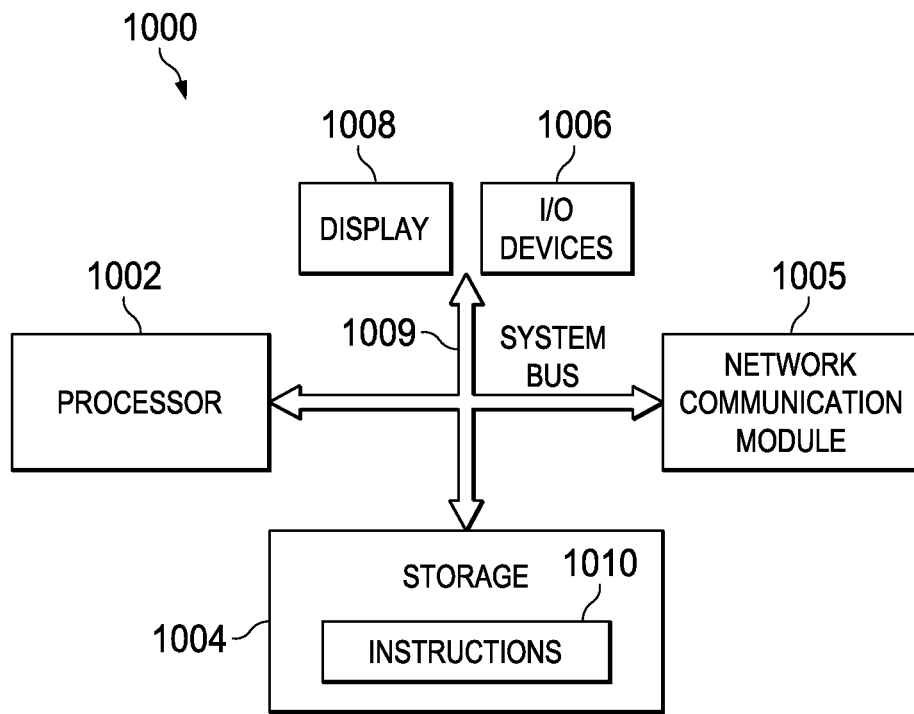 1000
1008
1006
DISPLAY
I/O
DEVICES
1002
1005
1009
SYSTEM
BUS
PROCESSOR
NETWORK
COMMUNICATION
MODULE
STORAGE
1010
1004
INSTRUCTIONS